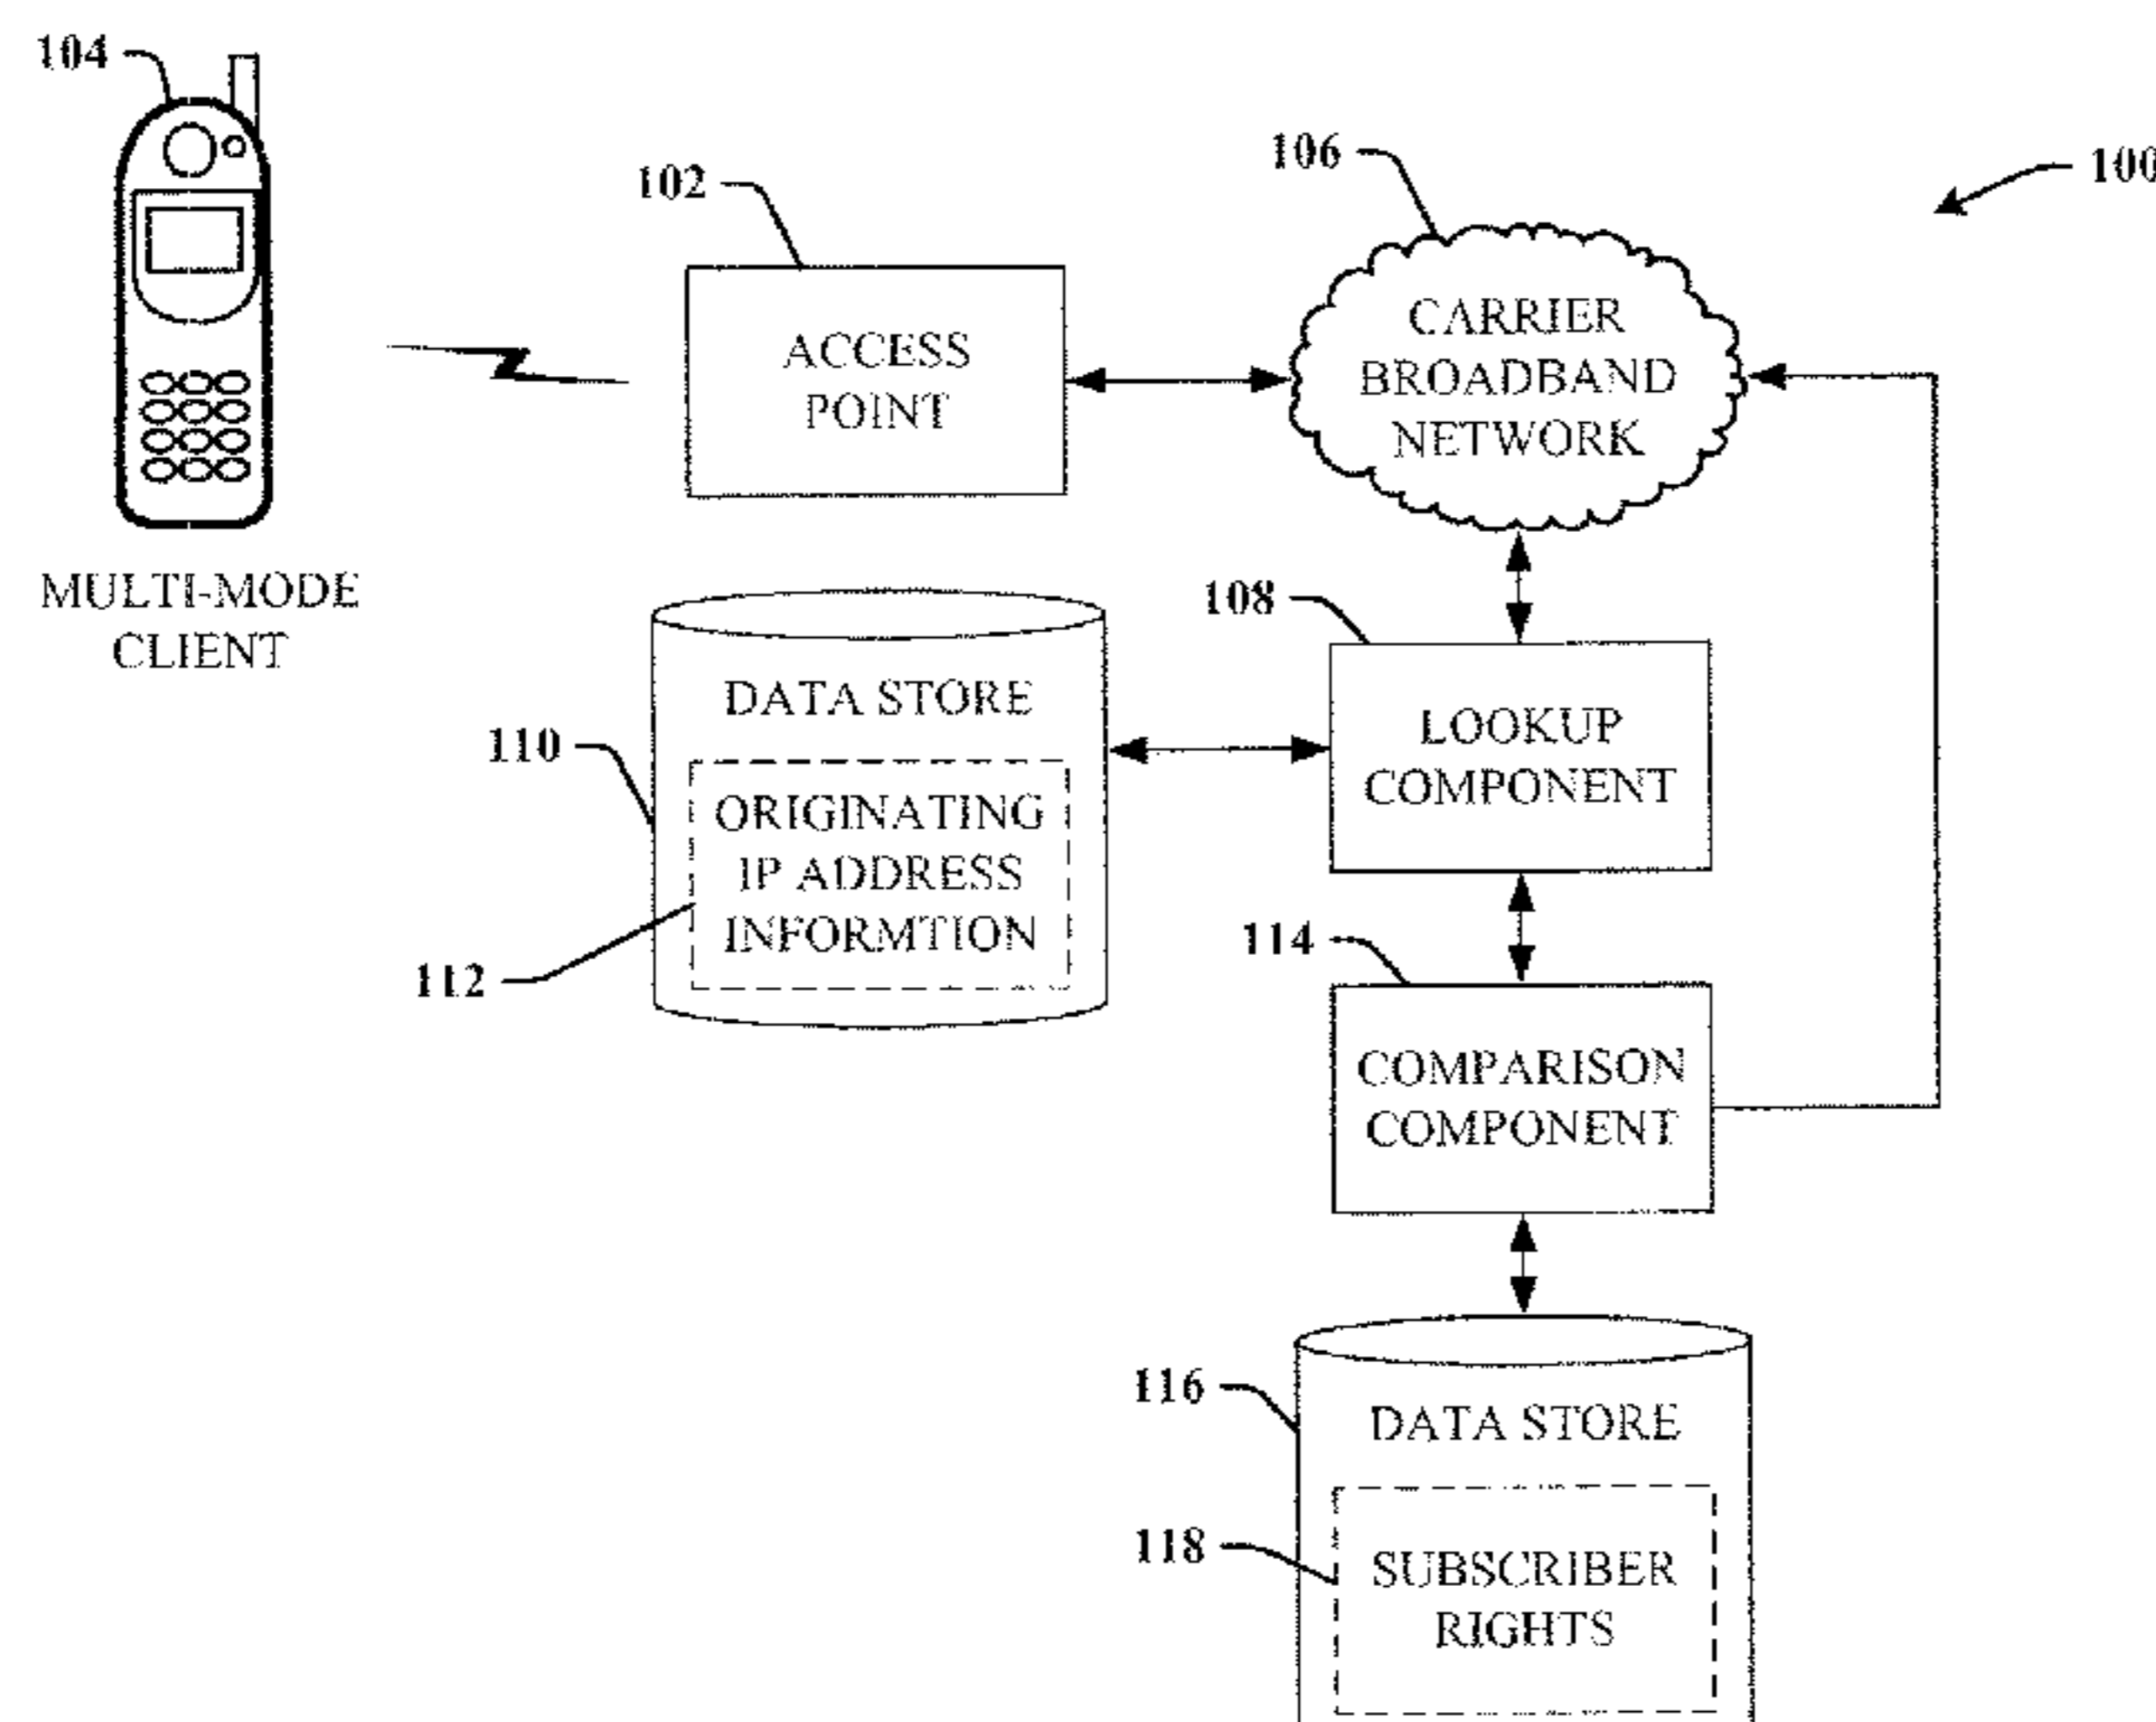 104
106
100
102
CARRIER
BROADBAND
NETWORK
ACCESS
POINT
MULTI-MODE
CLIENT
108
DATA STORE
LOOKUP
COMPONENT
110
ORIGINATING
IP ADDRESS
INFORMTION
112
114
COMPARISON
COMPONENT
116
DATA STORE
118
SUBSCRIBER
RIGHTS